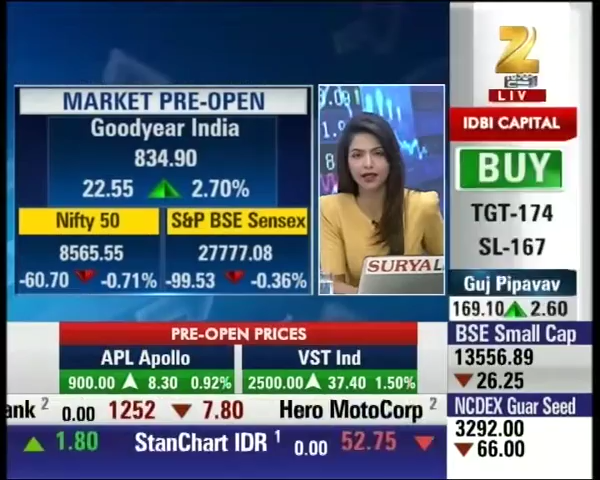 MARKET PRE-OPEN
Goodyear India
834.90
22.55 2.70%
Nifty 50
8565.55
-60.70 -0.71%
S&P BSE Sensex
27777.08
-99.53 -0.36%
SURYA
LIV
IDBI CAPITAL
BUY
TGT-174
SL-167
Guj Pipavav
169.10 2.60
PRE-OPEN PRICES
APL Apollo
900.00 8.30 0.92%
VST Ind
2500.00 37.40 1.50%
BSE Small Cap
13556.89
26.25
ank 2 0.00 1252 7.80 Hero MotoCorp 2
1.80 StanChart IDR 1 0.00 52.75
NCDEX Guar Seed
3292.00
66.00